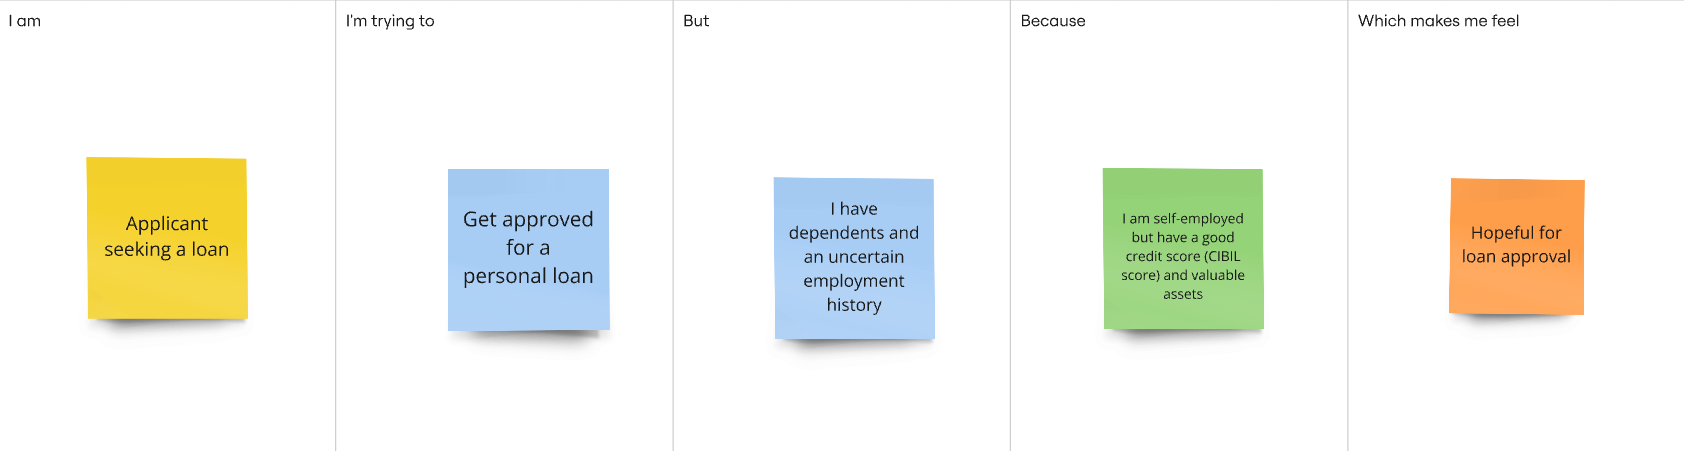 I am
I'm trying to
But
Because
Which makes me feel
Applicant
seeking a loan
Get approved
for a
personal loan
I have
dependents and
an uncertain
employment
history
I am self-employed
but have a good
credit score (CIBIL
score) and valuable
assets
Hopeful for
loan approval